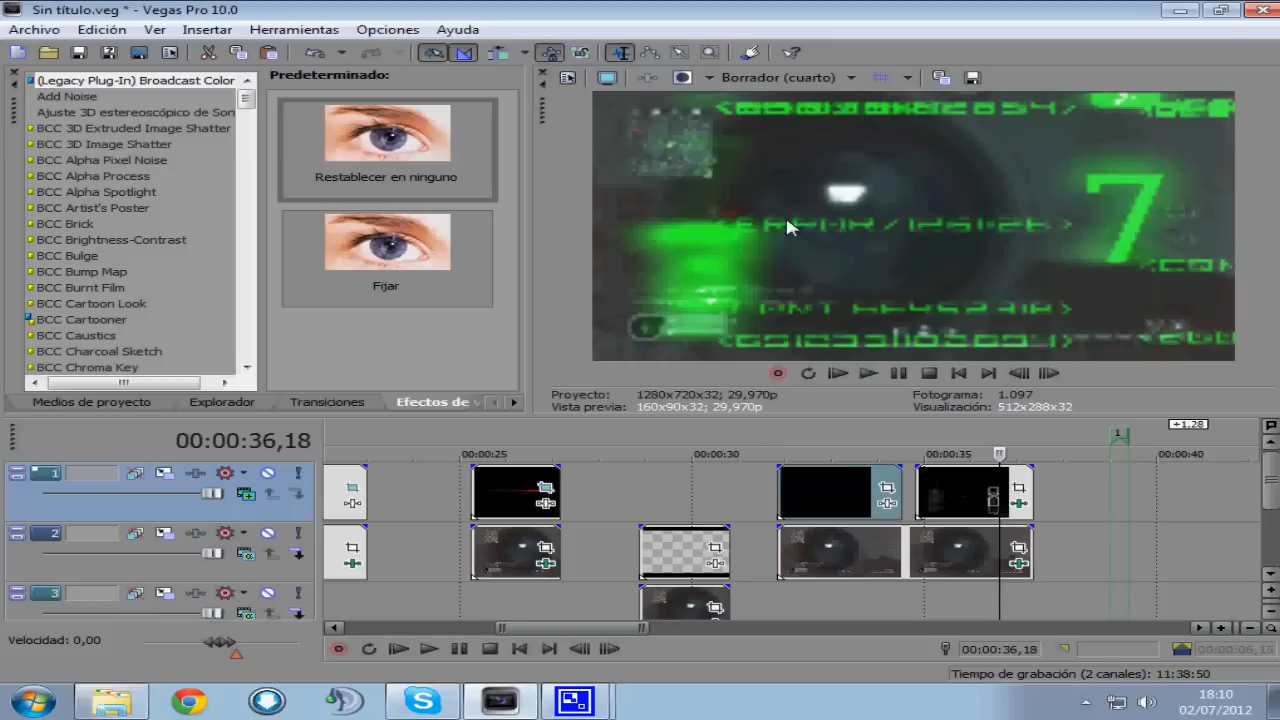 Sin título.veg * - Vegas Pro 10.0
Archivo Edición Ver Insertar Herramientas Opciones Ayuda
(Legacy Plug-In) Broadcast Color
Add Noise
Ajuste 3D estereoscópico de Son
BCC 3D Extruded Image Shatter
BCC 3D Image Shatter
BCC Alpha Pixel Noise
BCC Alpha Process
BCC Alpha Spotlight
BCC Artist's Poster
BCC Brick
BCC Brightness-Contrast
BCC Bulge
BCC Bump Map
BCC Burnt Film
BCC Cartoon Look
BCC Cartooner
BCC Caustics
BCC Charcoal Sketch
BCC Chroma Key
Predeterminado:
Restablecer en ninguno
Fijar
Medios de proyecto Explorador Transiciones Efectos de
Borrador (cuarto)
7
Proyecto: 1280x720x32; 29,970p Fotograma: 1.097
Vista previa: 160x90x32; 29,970p Visualización: 512x288x32
00:00:36,18
+1.28
1
00:00:25 00:00:30 00:00:35 00:00:40
1
2
3
Velocidad: 0,00
00:00:36,18
00:00:06,15
Tiempo de grabación (2 canales): 11:38:50
18:10
02/07/2012